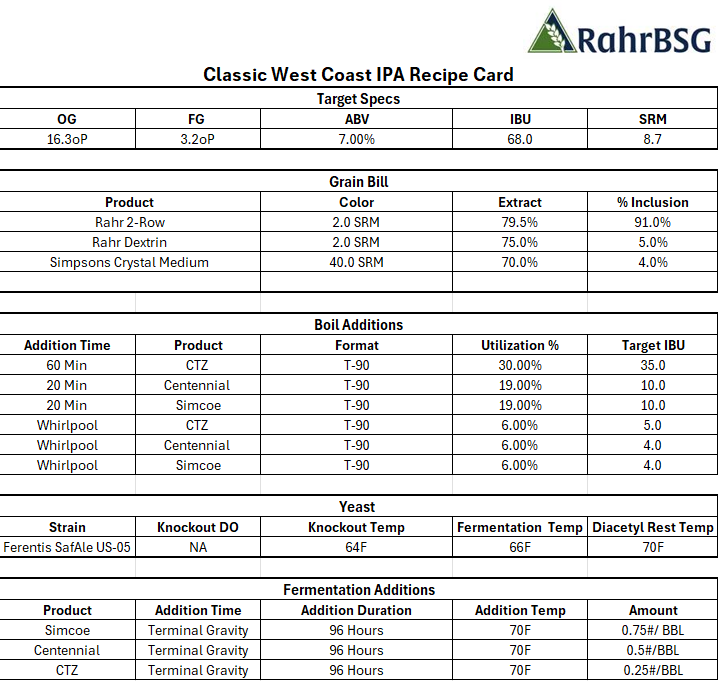 RahrBSG
Classic West Coast IPA Recipe Card
Target Specs
OG FG ABV IBU SRM
16.3oP 3.2oP 7.00% 68.0 8.7
Grain Bill
Product Color Extract % Inclusion
Rahr 2-Row 2.0 SRM 79.5% 91.0%
Rahr Dextrin 2.0 SRM 75.0% 5.0%
Simpsons Crystal Medium 40.0 SRM 70.0% 4.0%
Boil Additions
Addition Time Product Format Utilization % Target IBU
60 Min CTZ T-90 30.00% 35.0
20 Min Centennial T-90 19.00% 10.0
20 Min Simcoe T-90 19.00% 10.0
Whirlpool CTZ T-90 6.00% 5.0
Whirlpool Centennial T-90 6.00% 4.0
Whirlpool Simcoe T-90 6.00% 4.0
Yeast
Strain Knockout DO Knockout Temp Fermentation Temp Diacetyl Rest Temp
Ferentis SafAle US-05 NA 64F 66F 70F
Fermentation Additions
Product Addition Time Addition Duration Addition Temp Amount
Simcoe Terminal Gravity 96 Hours 70F 0.75#/ BBL
Centennial Terminal Gravity 96 Hours 70F 0.5#/BBL
CTZ Terminal Gravity 96 Hours 70F 0.25#/BBL